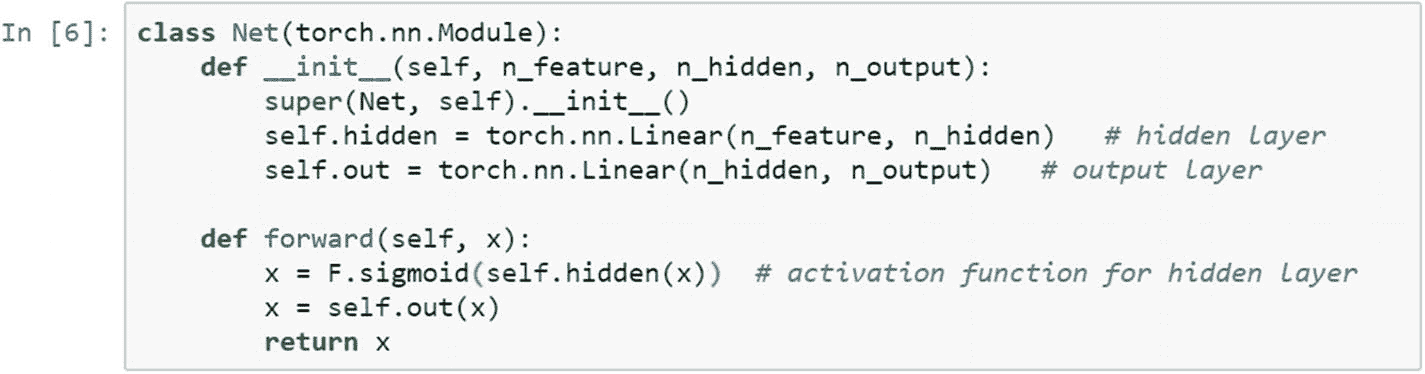 In [6]: class Net(torch.nn.Module):
    def __init__(self, n_feature, n_hidden, n_output):
        super(Net, self).__init__()
        self.hidden = torch.nn.Linear(n_feature, n_hidden)   # hidden layer
        self.out = torch.nn.Linear(n_hidden, n_output)   # output layer

    def forward(self, x):
        x = F.sigmoid(self.hidden(x))  # activation function for hidden layer
        x = self.out(x)
        return x